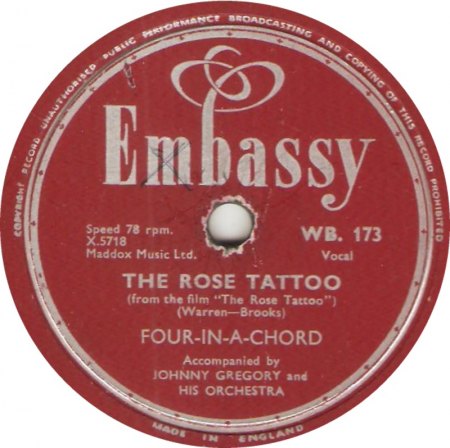 COPYRIGHT RECORD UNAUTHORISED PUBLIC PERFORMANCE BROADCASTING AND COPYING OF THIS RECORD PROHIBITED
Embassy
Speed 78 rpm.
X.5718
Maddox Music Ltd.
WB. 173
Vocal
THE ROSE TATTOO
(from the film "The Rose Tattoo")
(Warren—Brooks)
FOUR-IN-A-CHORD
Accompanied by
JOHNNY GREGORY and
HIS ORCHESTRA
MADE IN ENGLAND